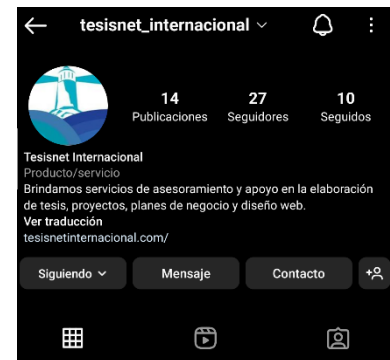 tesisnet_internacional
14 27 10
Publicaciones Seguidores Seguidos
Tesisnet Internacional
Producto/servicio
Brindamos servicios de asesoramiento y apoyo en la elaboración
de tesis, proyectos, planes de negocio y diseño web.
Ver traducción
tesisnetinternacional.com/
Siguiendo Mensaje Contacto